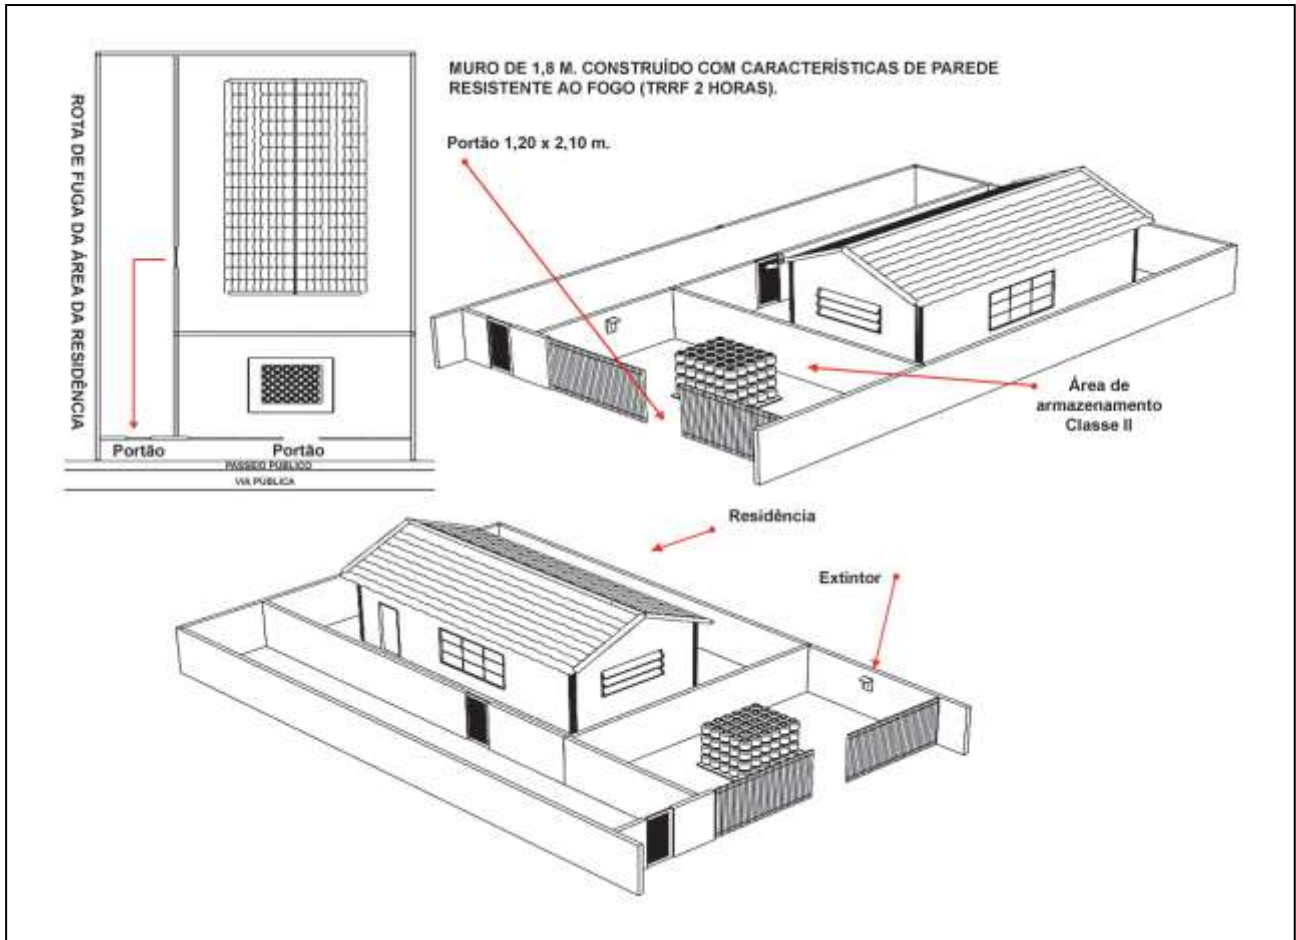 MURO DE 1,8 M. CONSTRUÍDO COM CARACTERÍSTICAS DE PAREDE
RESISTENTE AO FOGO (TRRF 2 HORAS).
ROTA DE FUGA DA ÁREA DA RESIDÊNCIA
Portão 1,20 x 2,10 m.
Portão
Portão
PASSEIO PÚBLICO
VIA PÚBLICA
Área de
armazenamento
Classe II
Residência
Extintor